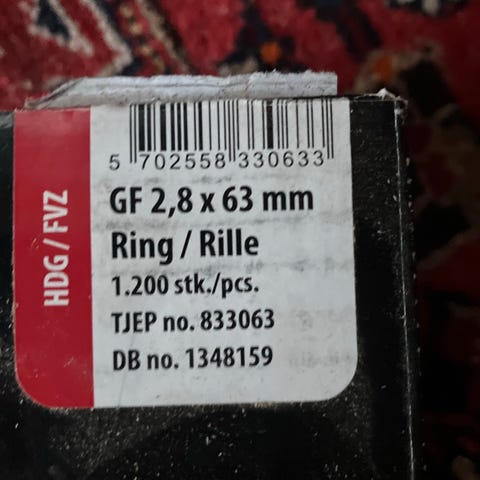 5 702558 330633
HDG / FVZ
GF 2,8 x 63 mm
Ring / Rille
1.200 stk./pcs.
TJEP no. 833063
DB no. 1348159